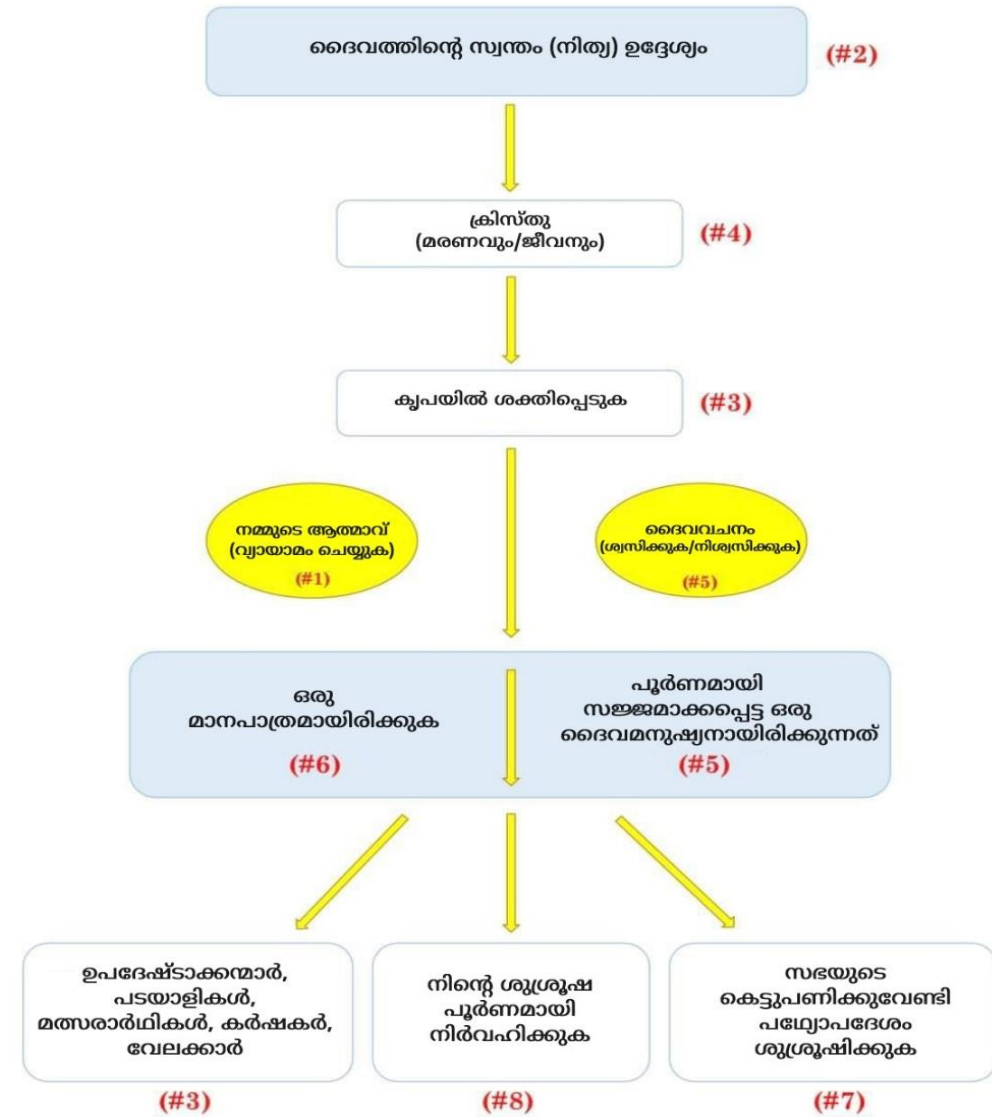 ദൈവത്തിന്റെ സ്വന്തം (നിത്യ) ഉദ്ദേശ്യം
(#2)
ക്രിസ്തു
(മരണവും/ജീവനും)
(#4)
കൃപയിൽ ശക്തിപ്പെടുക
(#3)
നമ്മുടെ ആത്മാവ്
(വ്യായാമം ചെയ്യുക)
(#1)
ദൈവവചനം
(ശ്വസിക്കുക/നിശ്വസിക്കുക)
(#5)
ഒരു
മാനപാത്രമായിരിക്കുക
(#6)
പൂർണമായി
സജ്ജമാക്കപ്പെട്ട ഒരു
ദൈവമനുഷ്യനായിരിക്കുന്നത്
(#5)
ഉപദേഷ്ടാക്കന്മാർ,
പടയാളികൾ,
മത്സരാർഥികൾ, കർഷകർ,
വേലക്കാർ
(#3)
നിന്റെ ശുശ്രൂഷ
പൂർണമായി
നിർവഹിക്കുക
(#8)
സഭയുടെ
കെട്ടുപണിക്കുവേണ്ടി
പഥ്യോപദേശം
ശുശ്രൂഷിക്കുക
(#7)